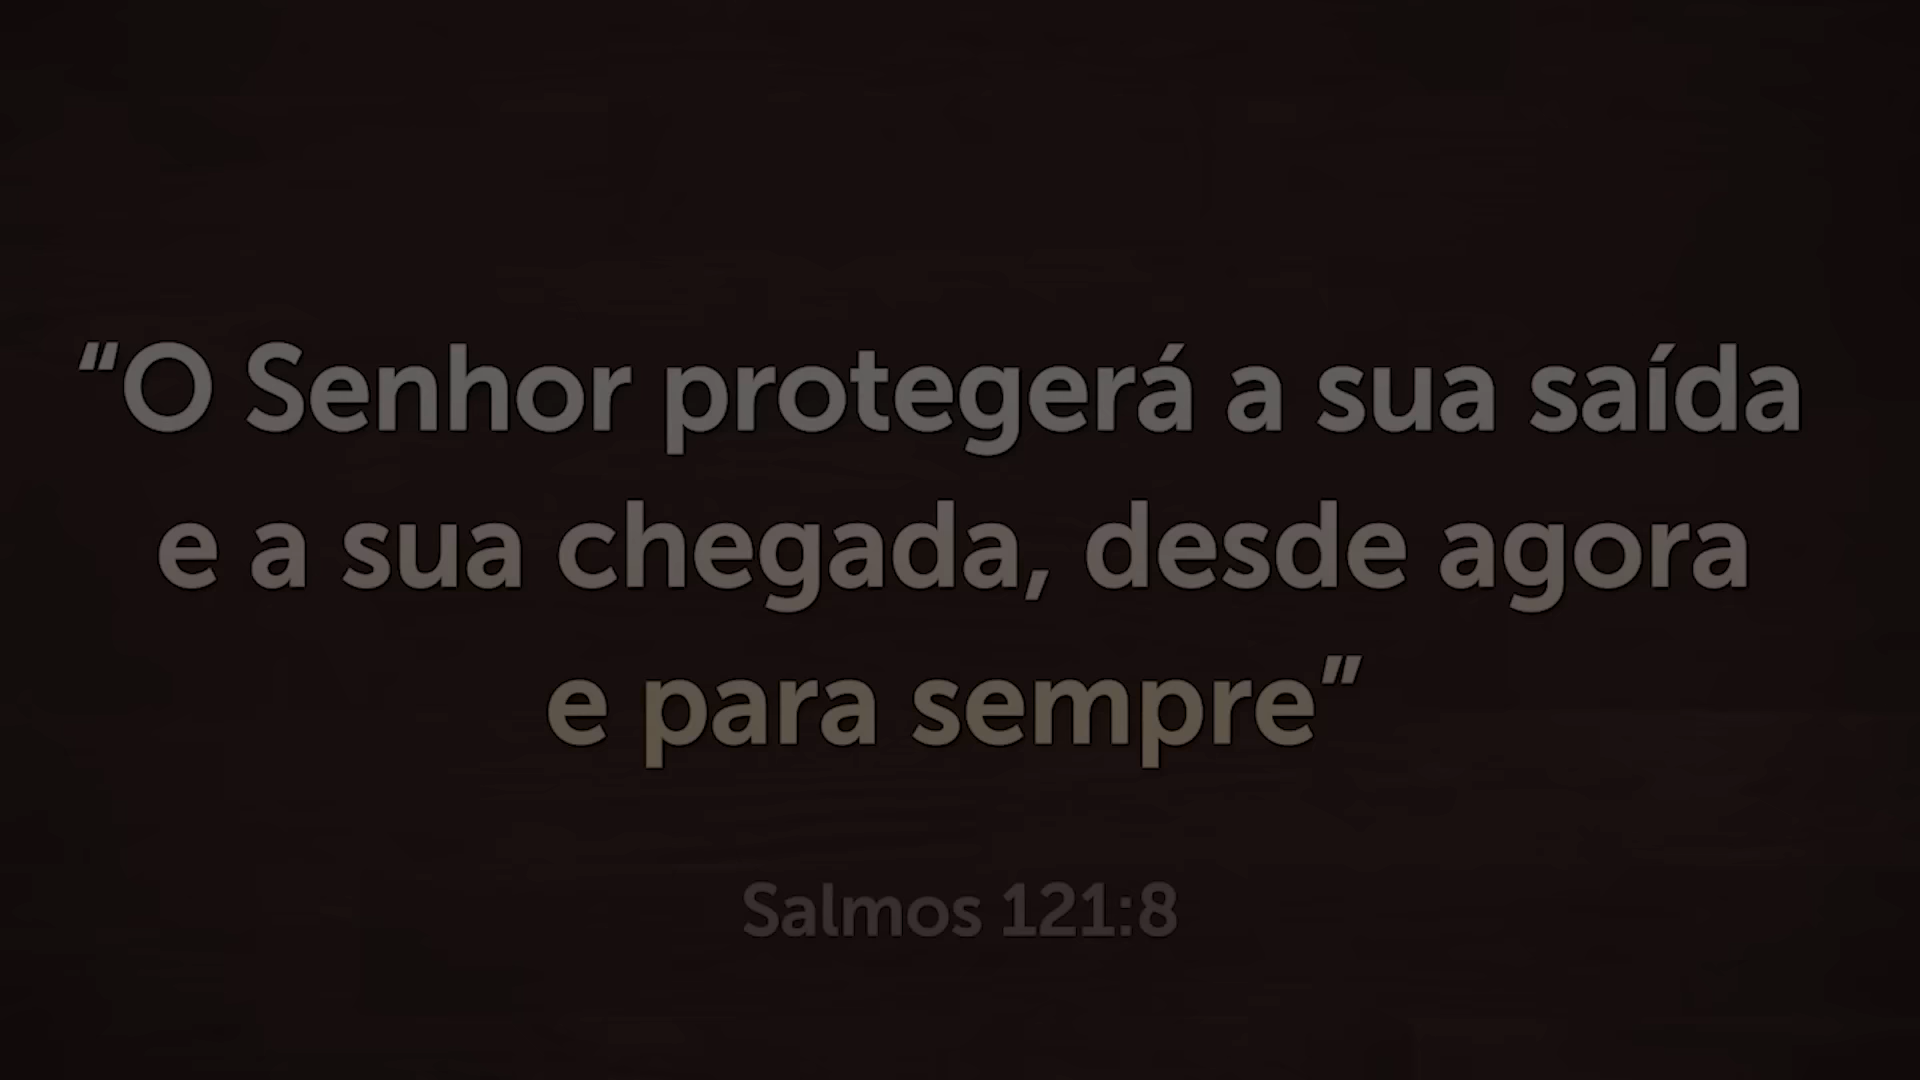 “O Senhor protegerá a sua saída
e a sua chegada, desde agora
e para sempre”
Salmos 121:8